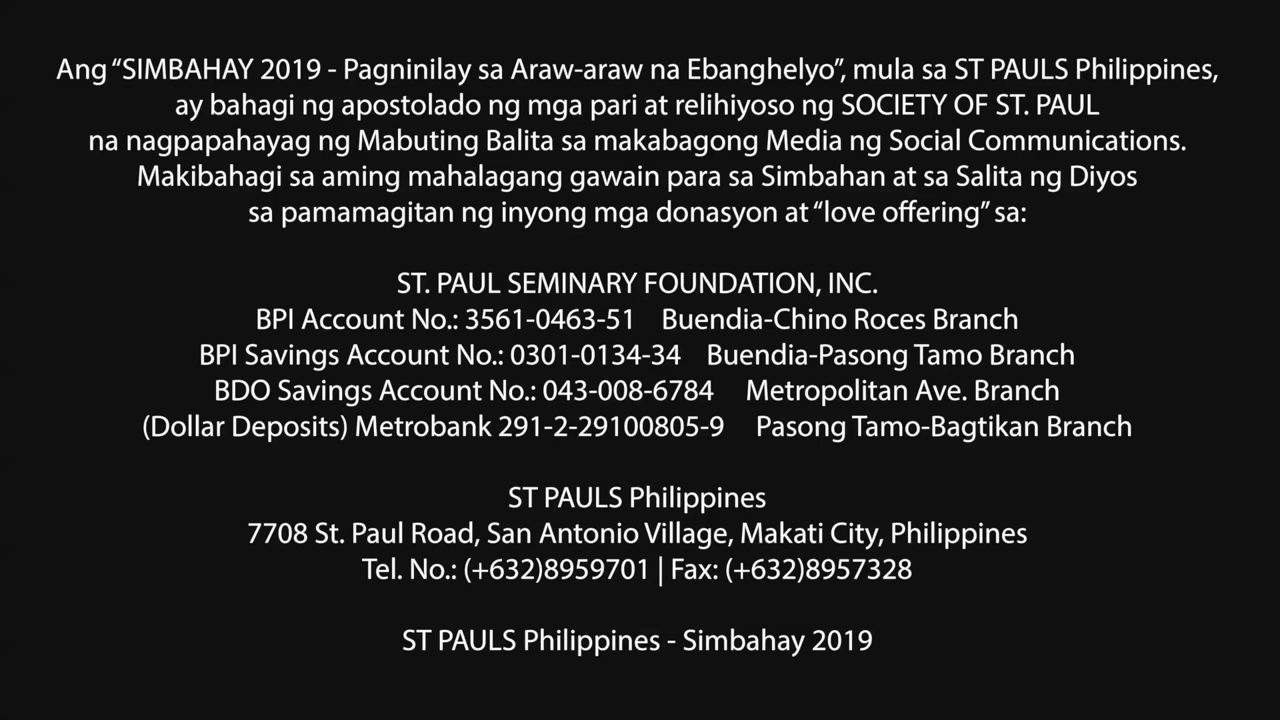 Ang “SIMBAHAY 2019 - Pagninilay sa Araw-araw na Ebanghelyo”, mula sa ST PAULS Philippines,
ay bahagi ng apostolado ng mga pari at relihiyoso ng SOCIETY OF ST. PAUL
na nagpapahayag ng Mabuting Balita sa makabagong Media ng Social Communications.
Makibahagi sa aming mahalagang gawain para sa Simbahan at sa Salita ng Diyos
sa pamamagitan ng inyong mga donasyon at “love offering” sa:
ST. PAUL SEMINARY FOUNDATION, INC.
BPI Account No.: 3561-0463-51 Buendia-Chino Roces Branch
BPI Savings Account No.: 0301-0134-34 Buendia-Pasong Tamo Branch
BDO Savings Account No.: 043-008-6784 Metropolitan Ave. Branch
(Dollar Deposits) Metrobank 291-2-29100805-9 Pasong Tamo-Bagtikan Branch
ST PAULS Philippines
7708 St. Paul Road, San Antonio Village, Makati City, Philippines
Tel. No.: (+632)8959701 | Fax: (+632)8957328
ST PAULS Philippines - Simbahay 2019